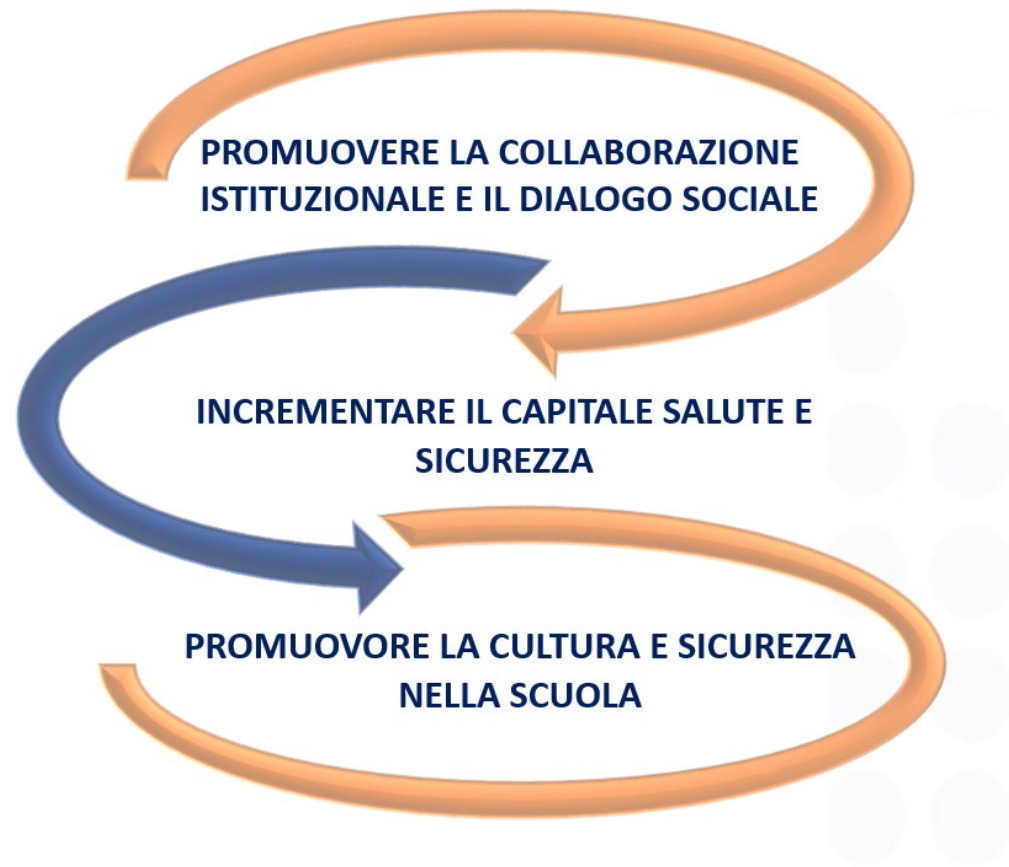 PROMUOVERE LA COLLABORAZIONE
ISTITUZIONALE E IL DIALOGO SOCIALE
INCREMENTARE IL CAPITALE SALUTE E
SICUREZZA
PROMUOVORE LA CULTURA E SICUREZZA
NELLA SCUOLA